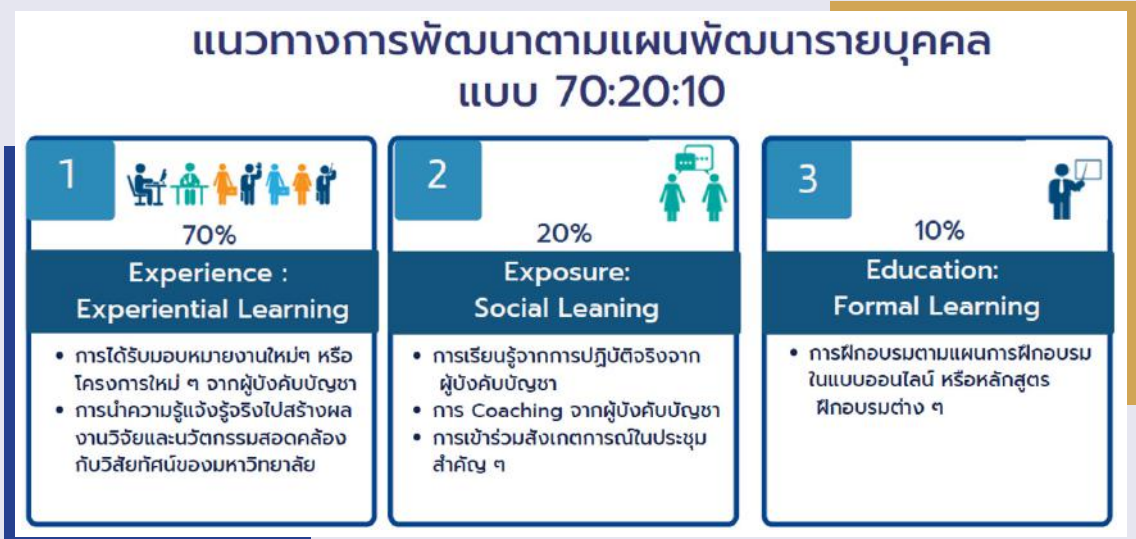 แนวทางการพัฒนาตามแผนพัฒนารายบุคคล
แบบ 70:20:10
1
70%
Experience :
Experiential Learning
• การได้รับมอบหมายงานใหม่ๆ หรือ
โครงการใหม่ ๆ จากผู้บังคับบัญชา
• การนำความรู้แจ้งรู้จริงไปสร้างผล
งานวิจัยและนวัตกรรมสอดคล้อง
กับวิสัยทัศน์ของมหาวิทยาลัย
2
20%
Exposure:
Social Leaning
• การเรียนรู้จากการปฏิบัติจริงจาก
ผู้บังคับบัญชา
• การ Coaching จากผู้บังคับบัญชา
• การเข้าร่วมสังเกตการณ์ในประชุม
สำคัญ ๆ
3
10%
Education:
Formal Learning
• การฝึกอบรมตามแผนการฝึกอบรม
ในแบบออนไลน์ หรือหลักสูตร
ฝึกอบรมต่าง ๆ